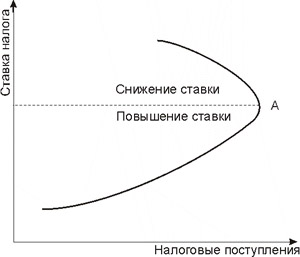 Ставка налога
Снижение ставки
А
Повышение ставки
Налоговые поступления